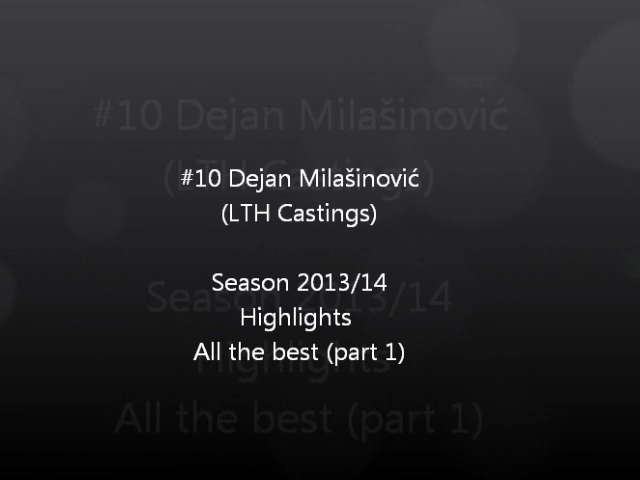 #10 Dejan Milašinović
(LTH Castings)
Season 2013/14
Highlights
All the best (part 1)